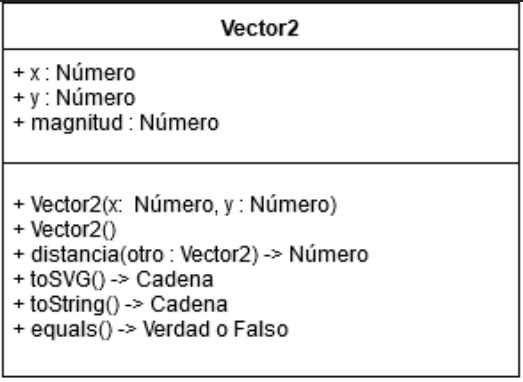 Vector2
+ x : Número
+ y : Número
+ magnitud : Número
+ Vector2(x:  Número, y : Número)
+ Vector2()
+ distancia(otro : Vector2) -> Número
+ toSVG() -> Cadena
+ toString() -> Cadena
+ equals() -> Verdad o Falso